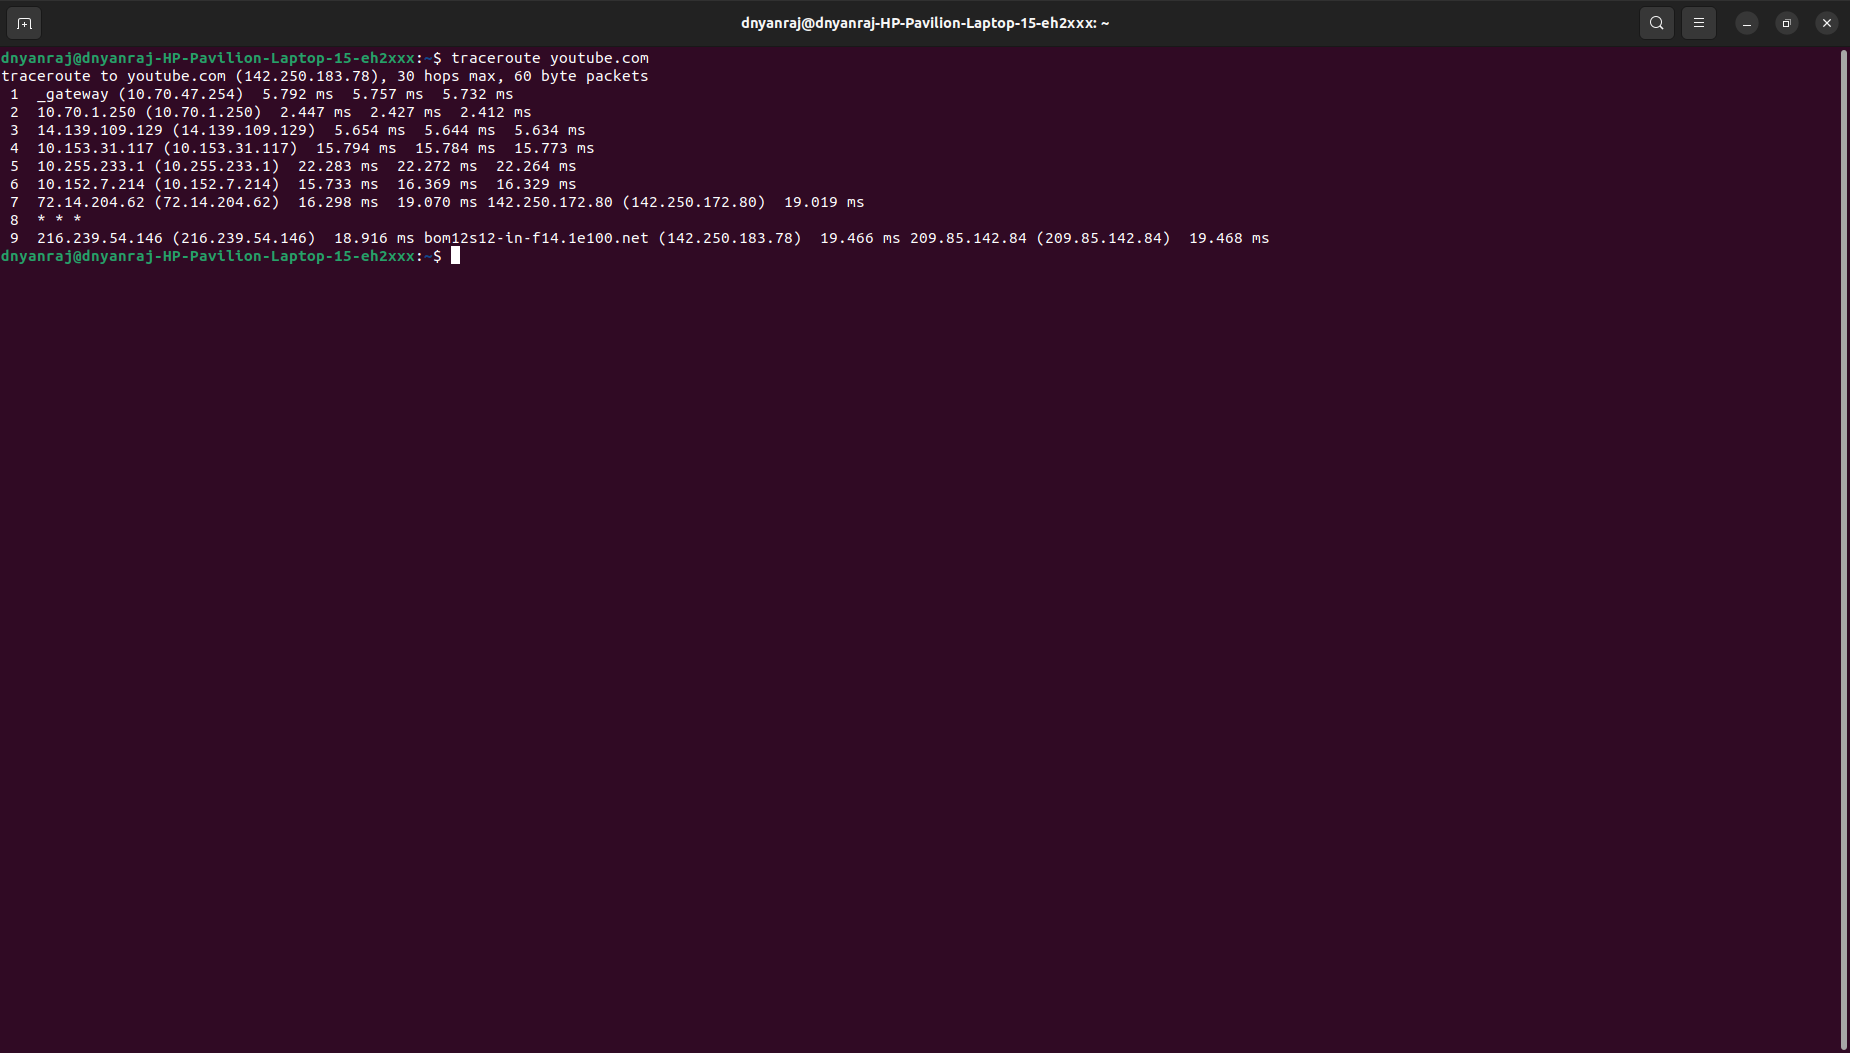 dnyanraj@dnyanraj-HP-Pavilion-Laptop-15-eh2xxx: ~
dnyanraj@dnyanraj-HP-Pavilion-Laptop-15-eh2xxx:~$ traceroute youtube.com
traceroute to youtube.com (142.250.183.78), 30 hops max, 60 byte packets
 1  _gateway (10.70.47.254)  5.792 ms  5.757 ms  5.732 ms
 2  10.70.1.250 (10.70.1.250)  2.447 ms  2.427 ms  2.412 ms
 3  14.139.109.129 (14.139.109.129)  5.654 ms  5.644 ms  5.634 ms
 4  10.153.31.117 (10.153.31.117)  15.794 ms  15.784 ms  15.773 ms
 5  10.255.233.1 (10.255.233.1)  22.283 ms  22.272 ms  22.264 ms
 6  10.152.7.214 (10.152.7.214)  15.733 ms  16.369 ms  16.329 ms
 7  72.14.204.62 (72.14.204.62)  16.298 ms  19.070 ms 142.250.172.80 (142.250.172.80)  19.019 ms
 8  * * *
 9  216.239.54.146 (216.239.54.146)  18.916 ms bom12s12-in-f14.1e100.net (142.250.183.78)  19.466 ms 209.85.142.84 (209.85.142.84)  19.468 ms
dnyanraj@dnyanraj-HP-Pavilion-Laptop-15-eh2xxx:~$